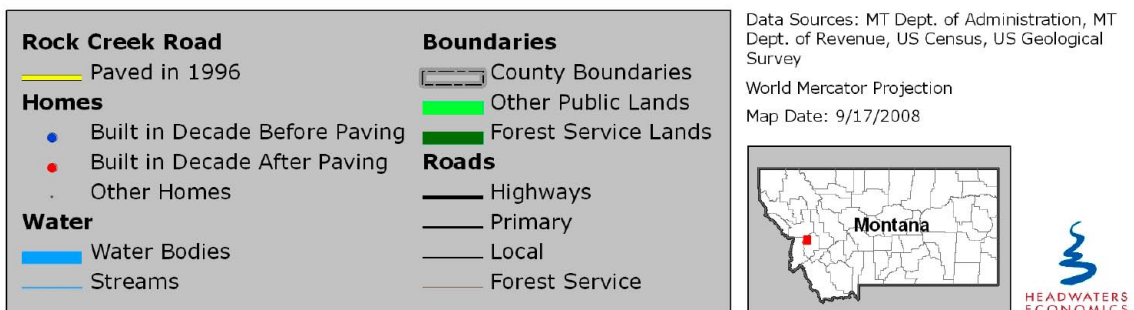 Rock Creek Road
Paved in 1996
Homes
Built in Decade Before Paving
Built in Decade After Paving
Other Homes
Water
Water Bodies
Streams
Boundaries
County Boundaries
Other Public Lands
Forest Service Lands
Roads
Highways
Primary
Local
Forest Service
Data Sources: MT Dept. of Administration, MT
Dept. of Revenue, US Census, US Geological
Survey
World Mercator Projection
Map Date: 9/17/2008
Montana
HEADWATERS
ECONOMICS